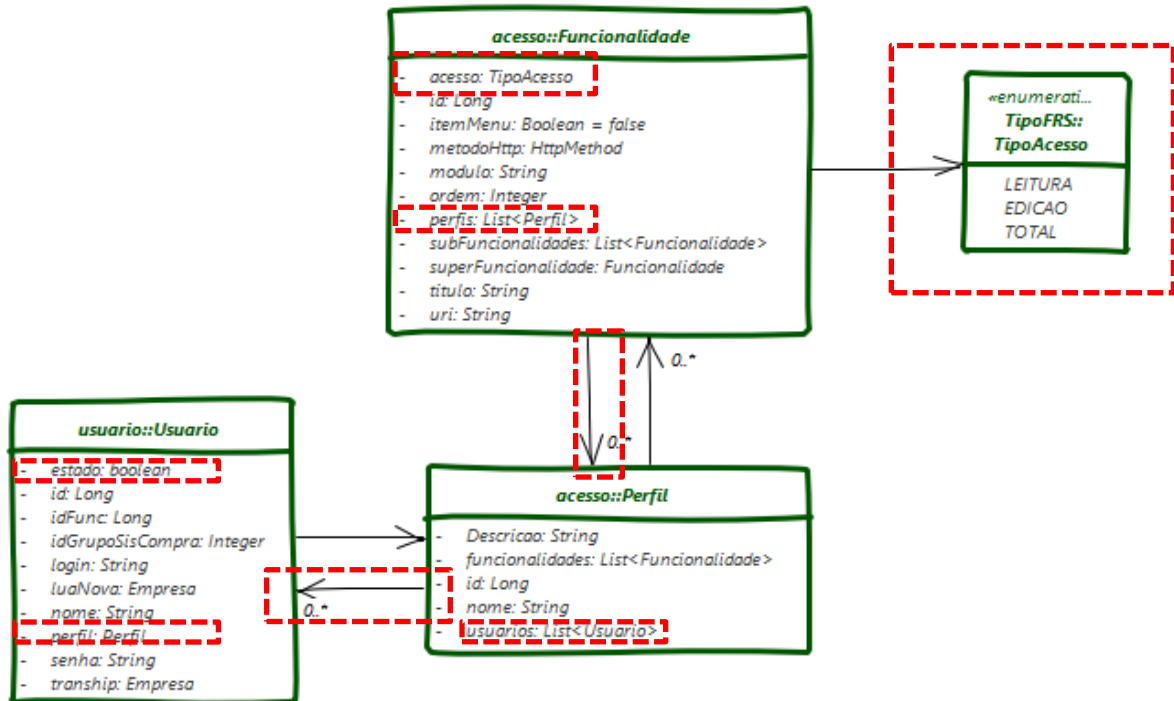 acesso::Funcionalidade
- acesso: TipoAcesso
- id: Long
- itemMenu: Boolean = false
- metodoHttp: HttpMethod
- modulo: String
- ordem: Integer
- perfis: List<Perfil>
- subFuncionalidades: List<Funcionalidade>
- superFuncionalidade: Funcionalidade
- titulo: String
- uri: String
«enumerati...
TipoFRS::
TipoAcesso
LEITURA
EDICAO
TOTAL
0..*
0..*
usuario::Usuario
- estado: boolean
- id: Long
- idFunc: Long
- idGrupoSisCompra: Integer
- login: String
- luaNova: Empresa
- nome: String
- perfil: Perfil
- senha: String
- tranship: Empresa
0..*
acesso::Perfil
- Descricao: String
- funcionalidades: List<Funcionalidade>
- id: Long
- nome: String
- usuarios: List<Usuario>